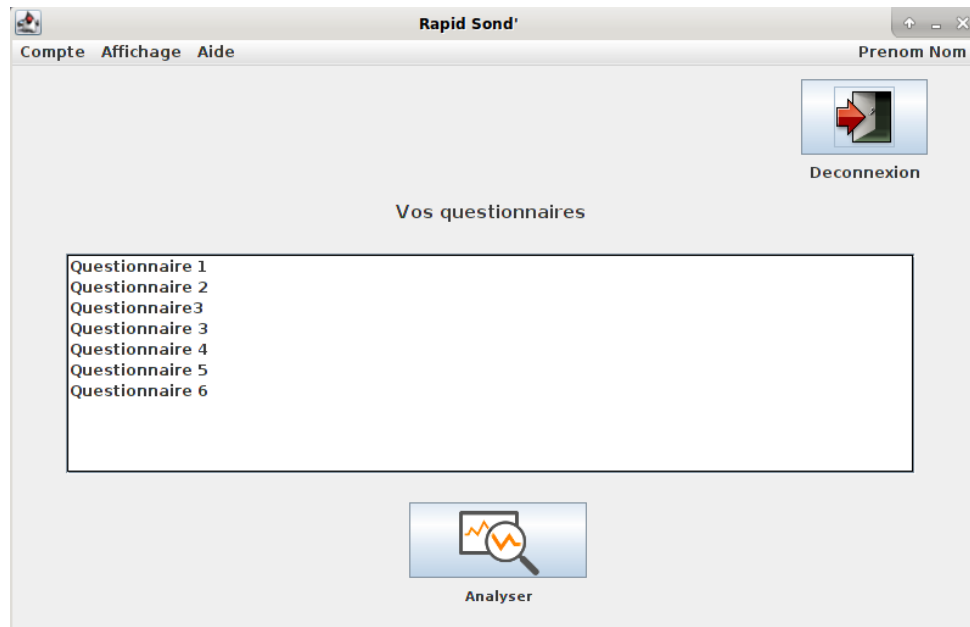 Rapid Sond'
Compte Affichage Aide Prenom Nom
Deconnexion
Vos questionnaires
Questionnaire 1
Questionnaire 2
Questionnaire3
Questionnaire 3
Questionnaire 4
Questionnaire 5
Questionnaire 6
Analyser